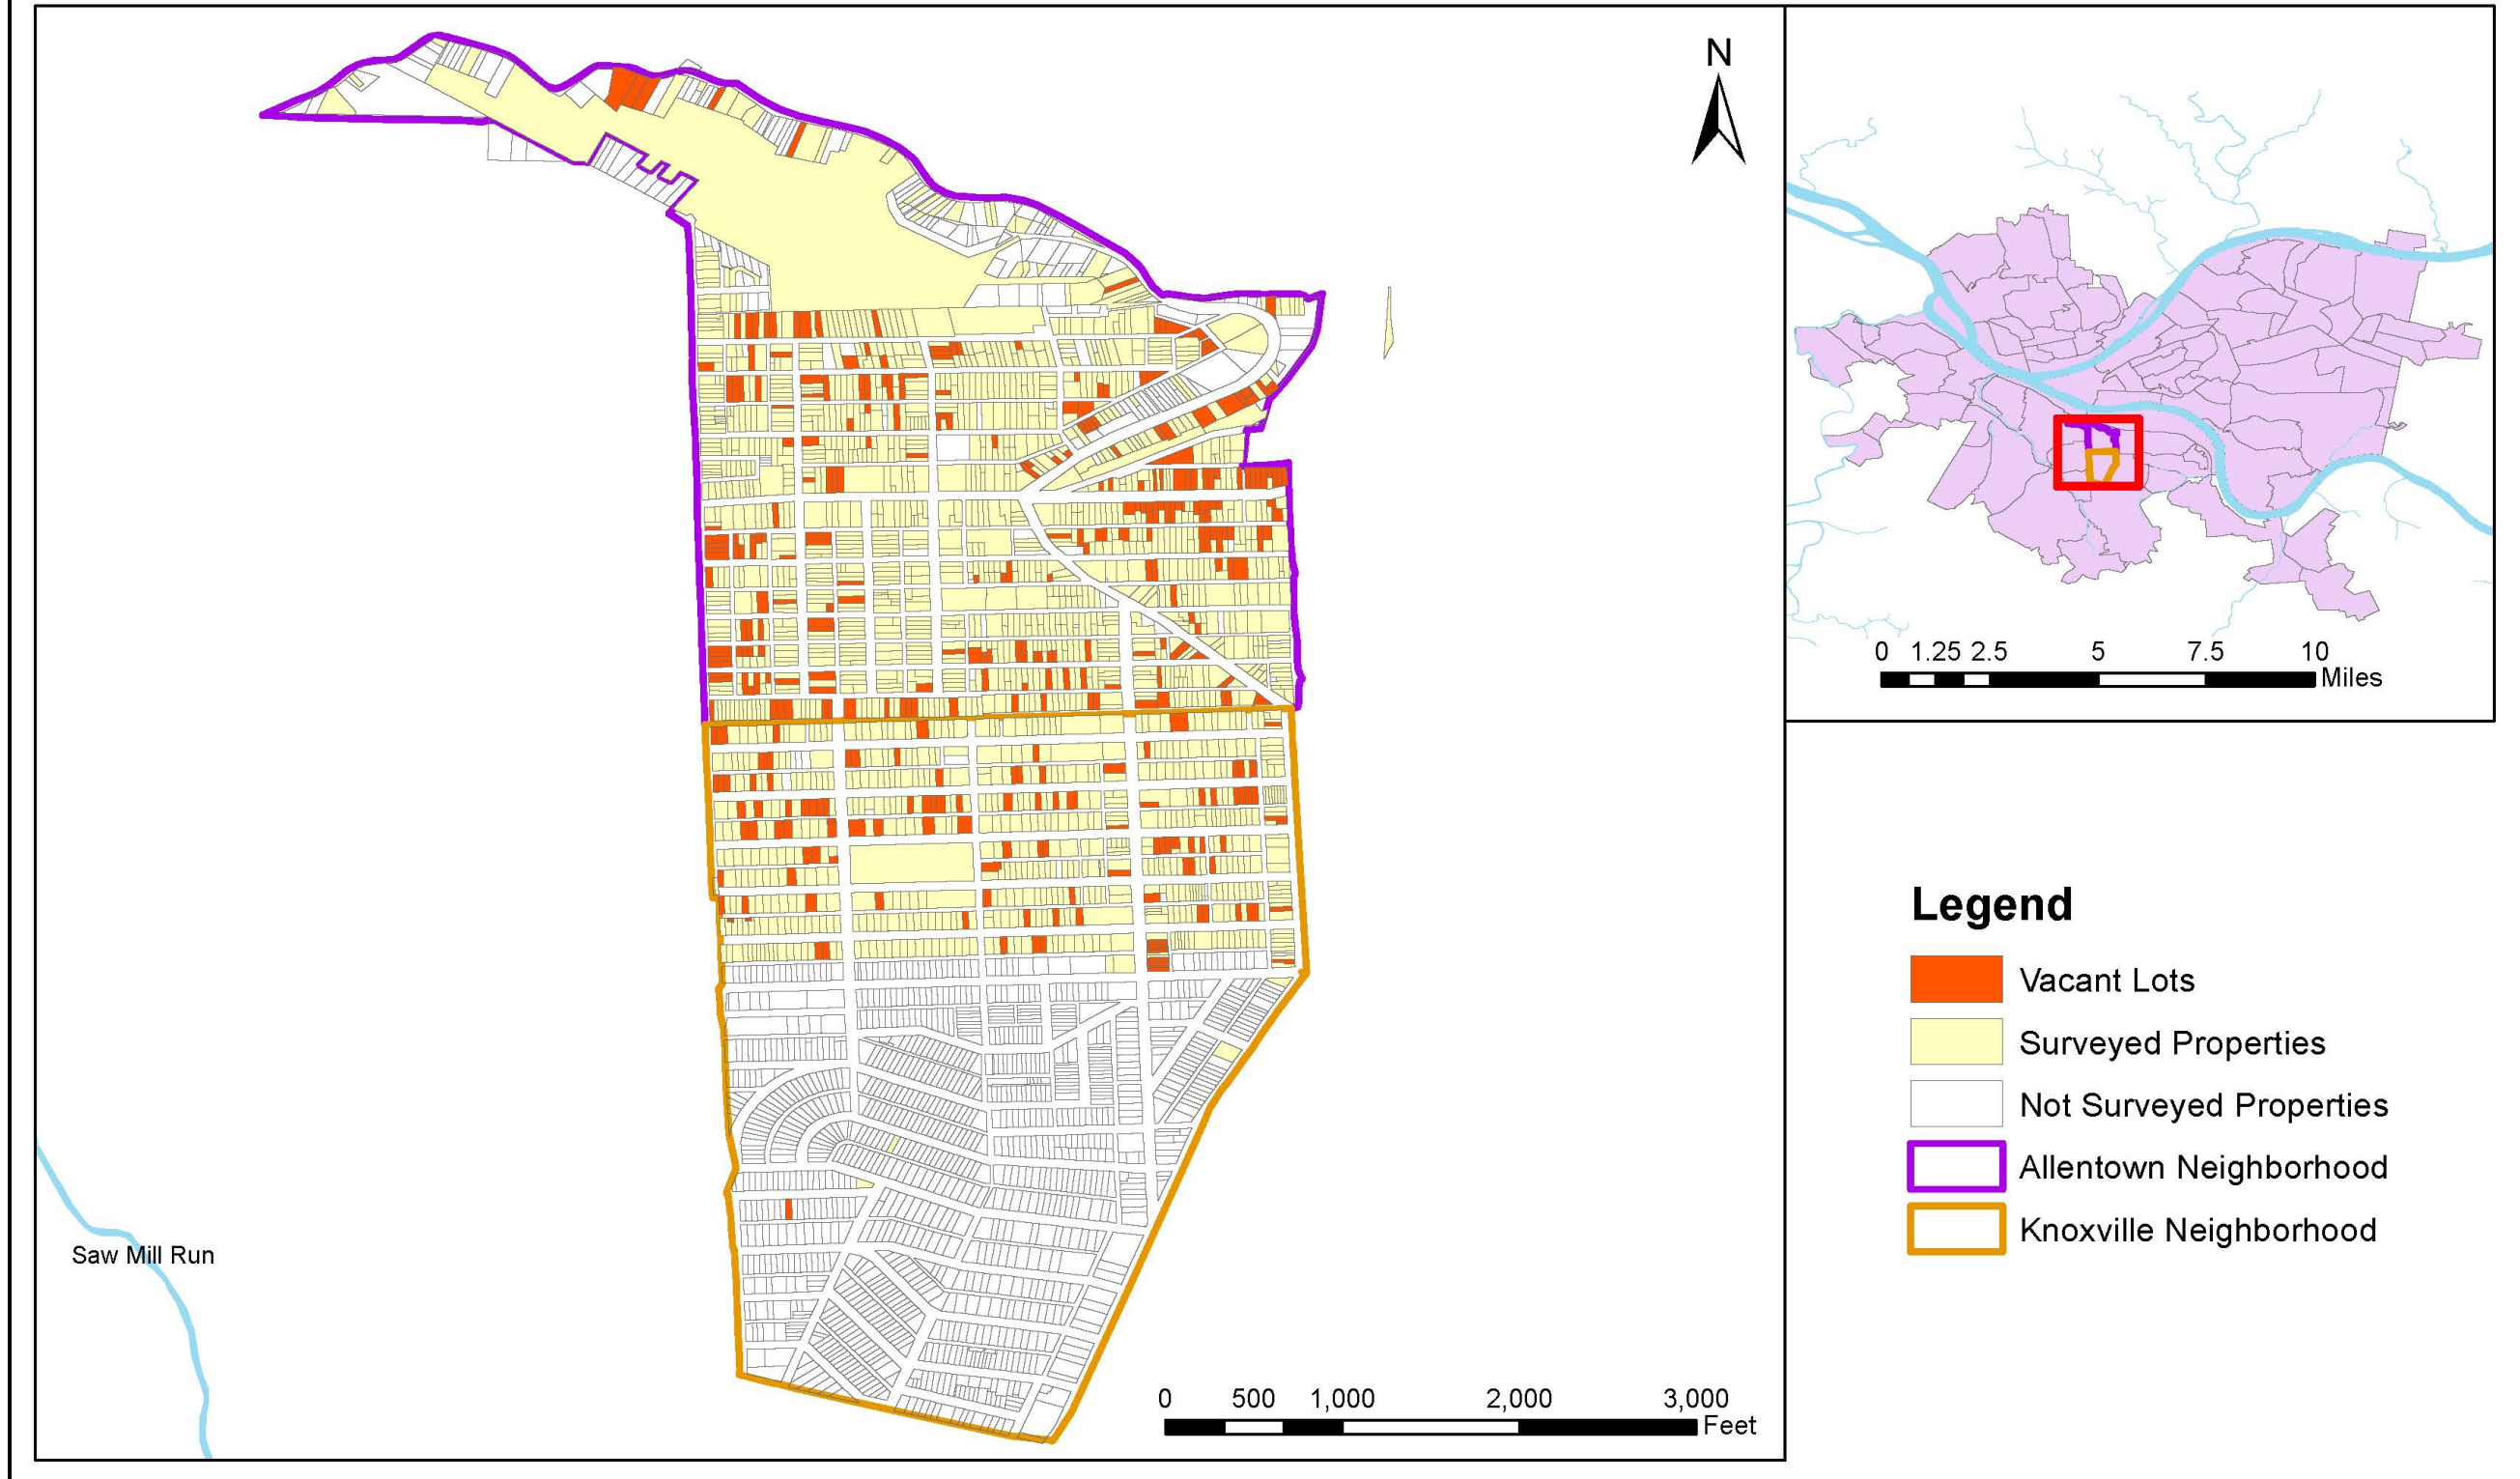 N
Saw Mill Run
0 500 1,000 2,000 3,000
Feet
0 1.25 2.5 5 7.5 10
Miles
Legend
Vacant Lots
Surveyed Properties
Not Surveyed Properties
Allentown Neighborhood
Knoxville Neighborhood